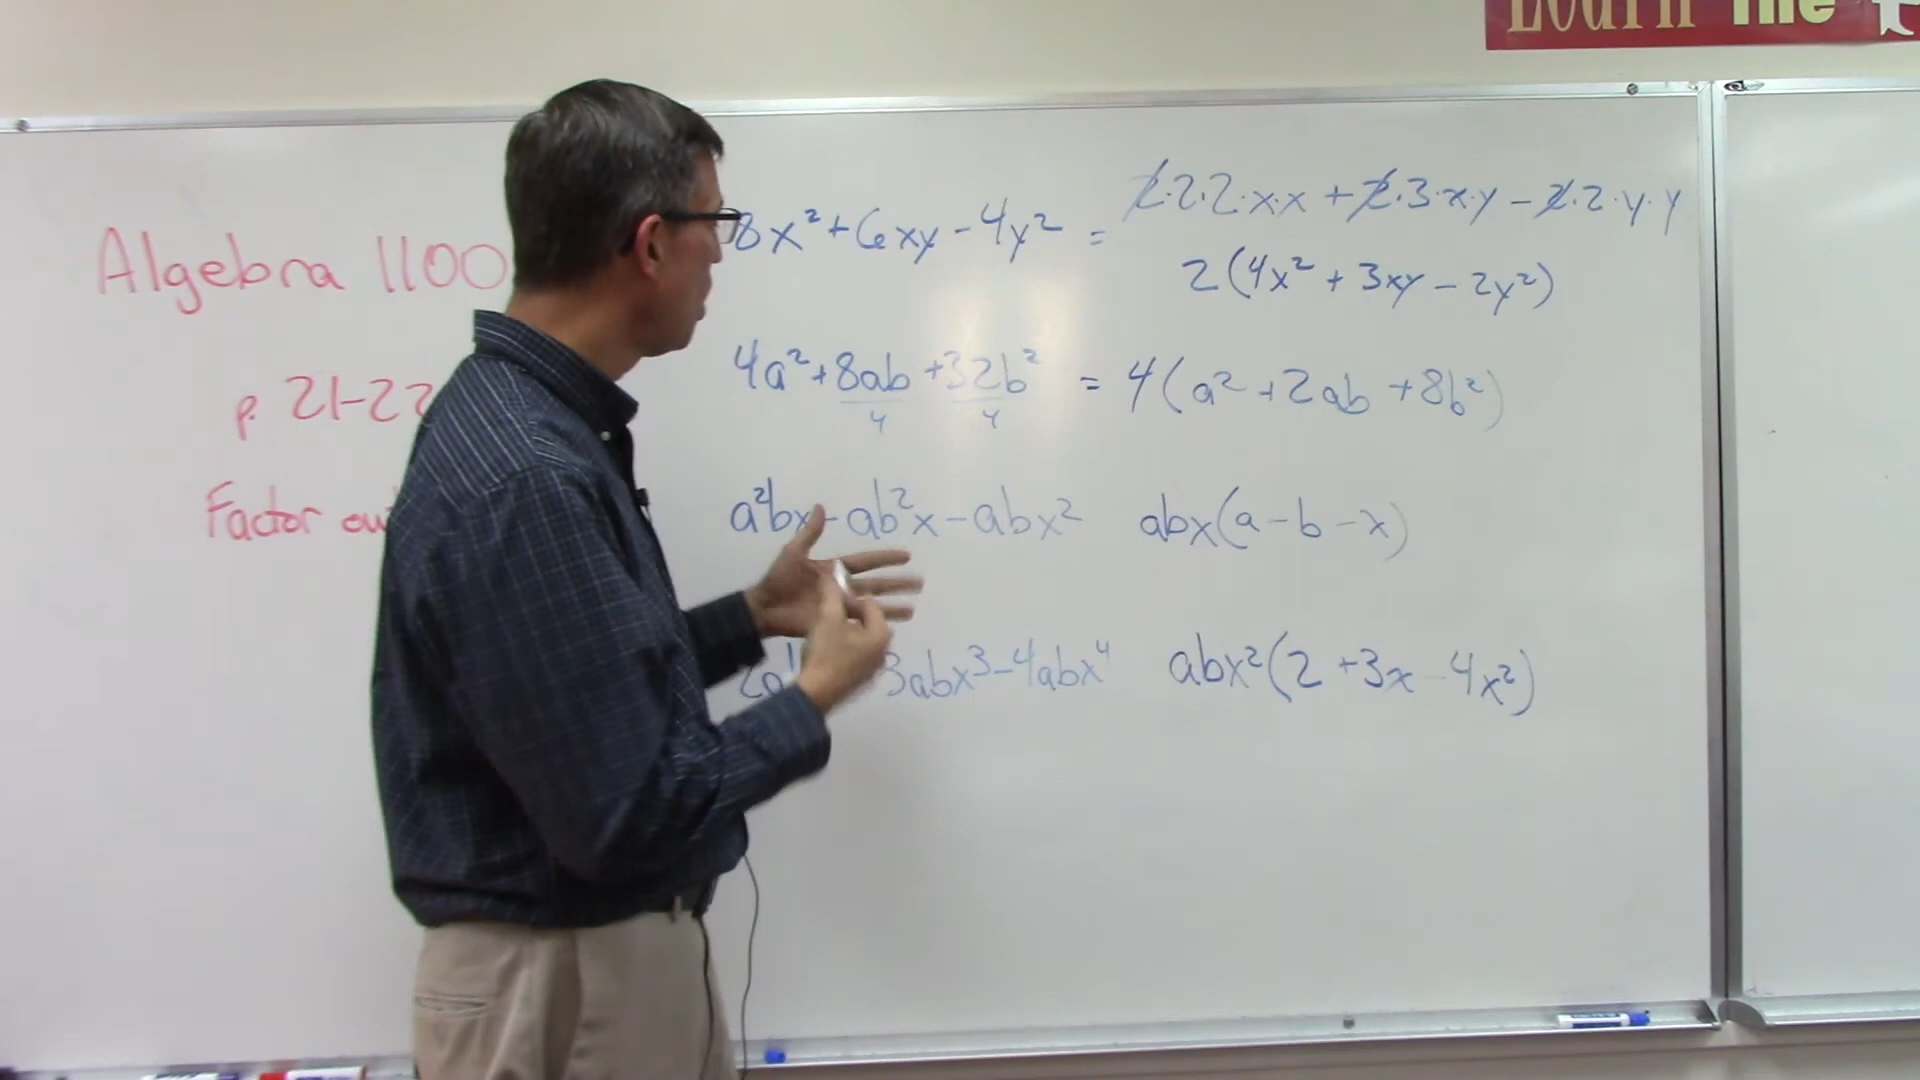 Learn The
Algebra 1100
p. 21-22
Factor ou
8x²+6xy-4y² = 2·2·2·x·x + 2·3·x·y - 2·2·y·y
2(4x² + 3xy - 2y²)
4a²+8ab+32b² = 4(a² + 2ab + 8b²)
4 4
a²bx-ab²x-abx² abx(a-b-x)
3abx³-4abx⁴ abx²(2+3x-4x²)